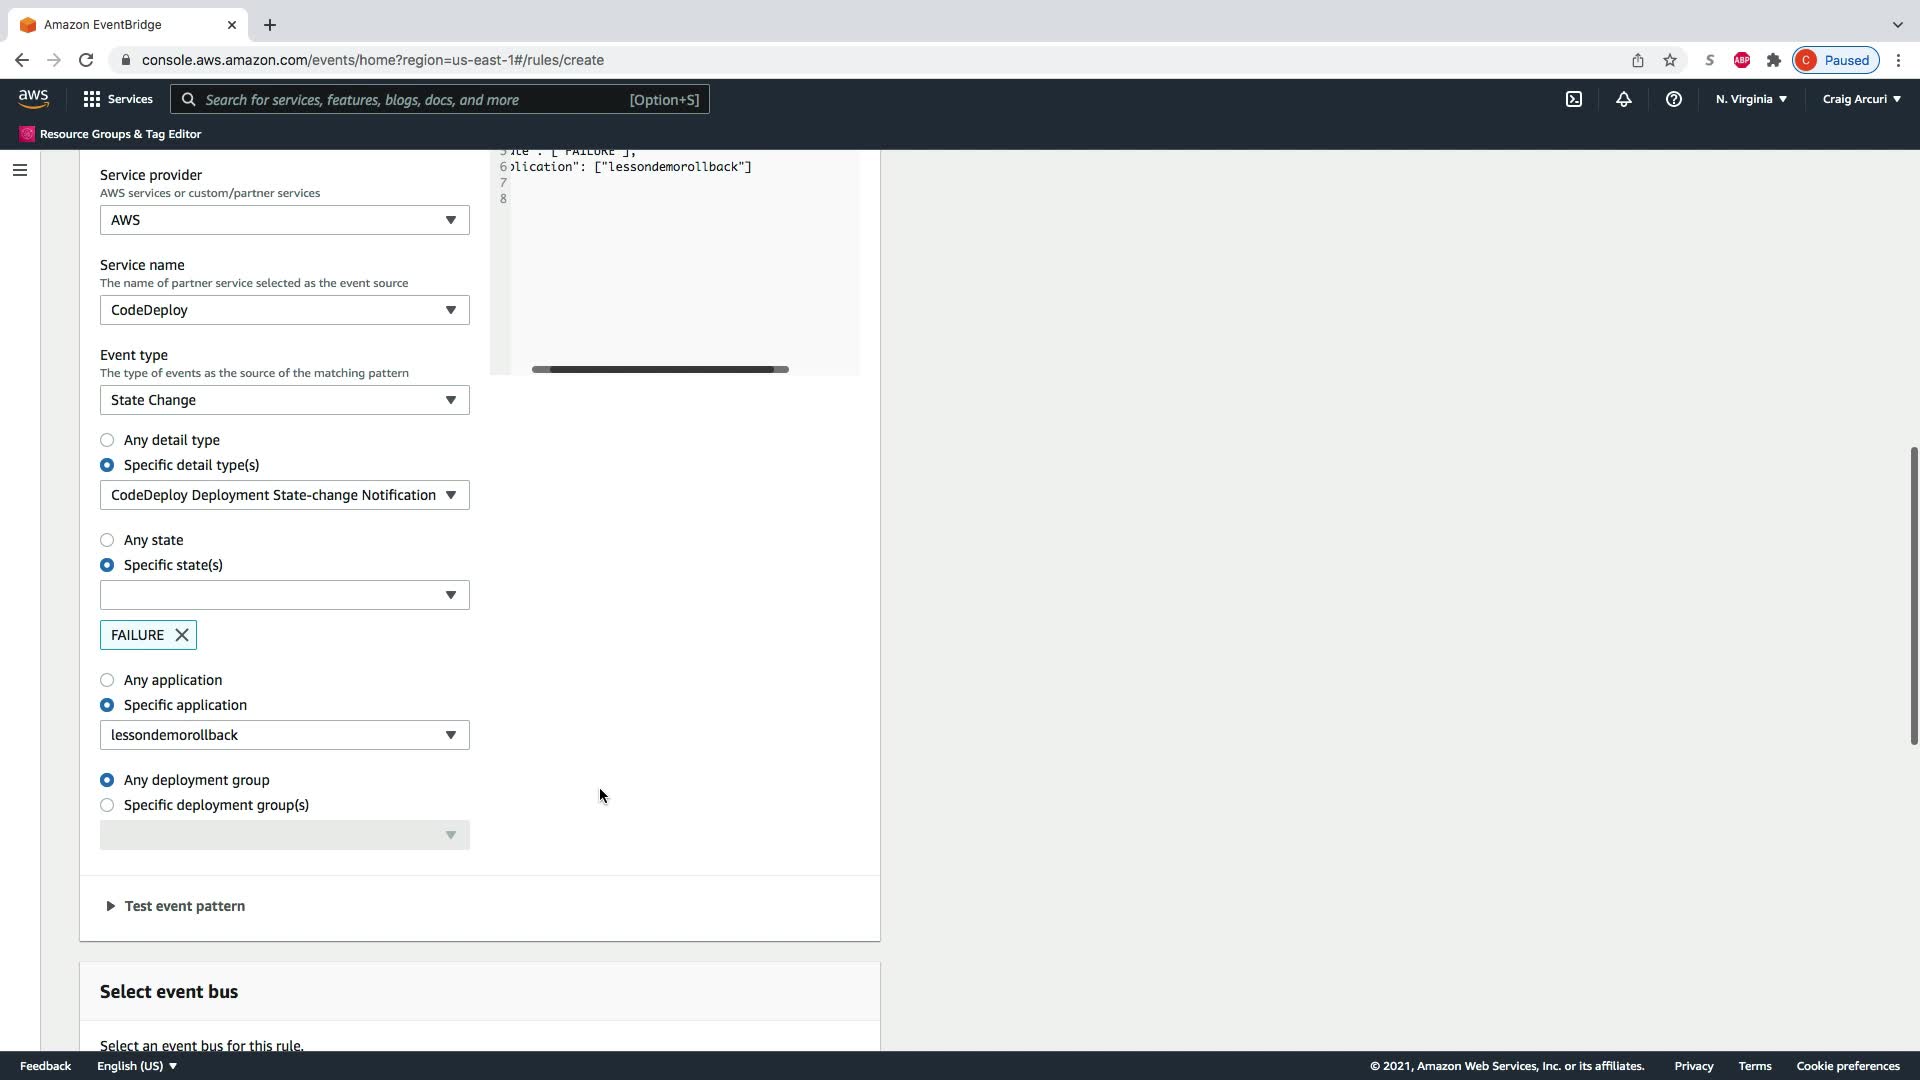 Amazon EventBridge
console.aws.amazon.com/events/home?region=us-east-1#/rules/create
S
ABP
C
Paused
aws
Services
Search for services, features, blogs, docs, and more
[Option+S]
N. Virginia
Craig Arcuri
Resource Groups & Tag Editor
Service provider
AWS services or custom/partner services
AWS
Service name
The name of partner service selected as the event source
CodeDeploy
Event type
The type of events as the source of the matching pattern
State Change
Any detail type
Specific detail type(s)
CodeDeploy Deployment State-change Notification
Any state
Specific state(s)
FAILURE
Any application
Specific application
lessondemorollback
Any deployment group
Specific deployment group(s)
Test event pattern
5 ate": ["FAILURE"],
6 plication": ["lessondemorollback"]
7
8
Select event bus
Select an event bus for this rule.
Feedback
English (US)
© 2021, Amazon Web Services, Inc. or its affiliates.
Privacy
Terms
Cookie preferences